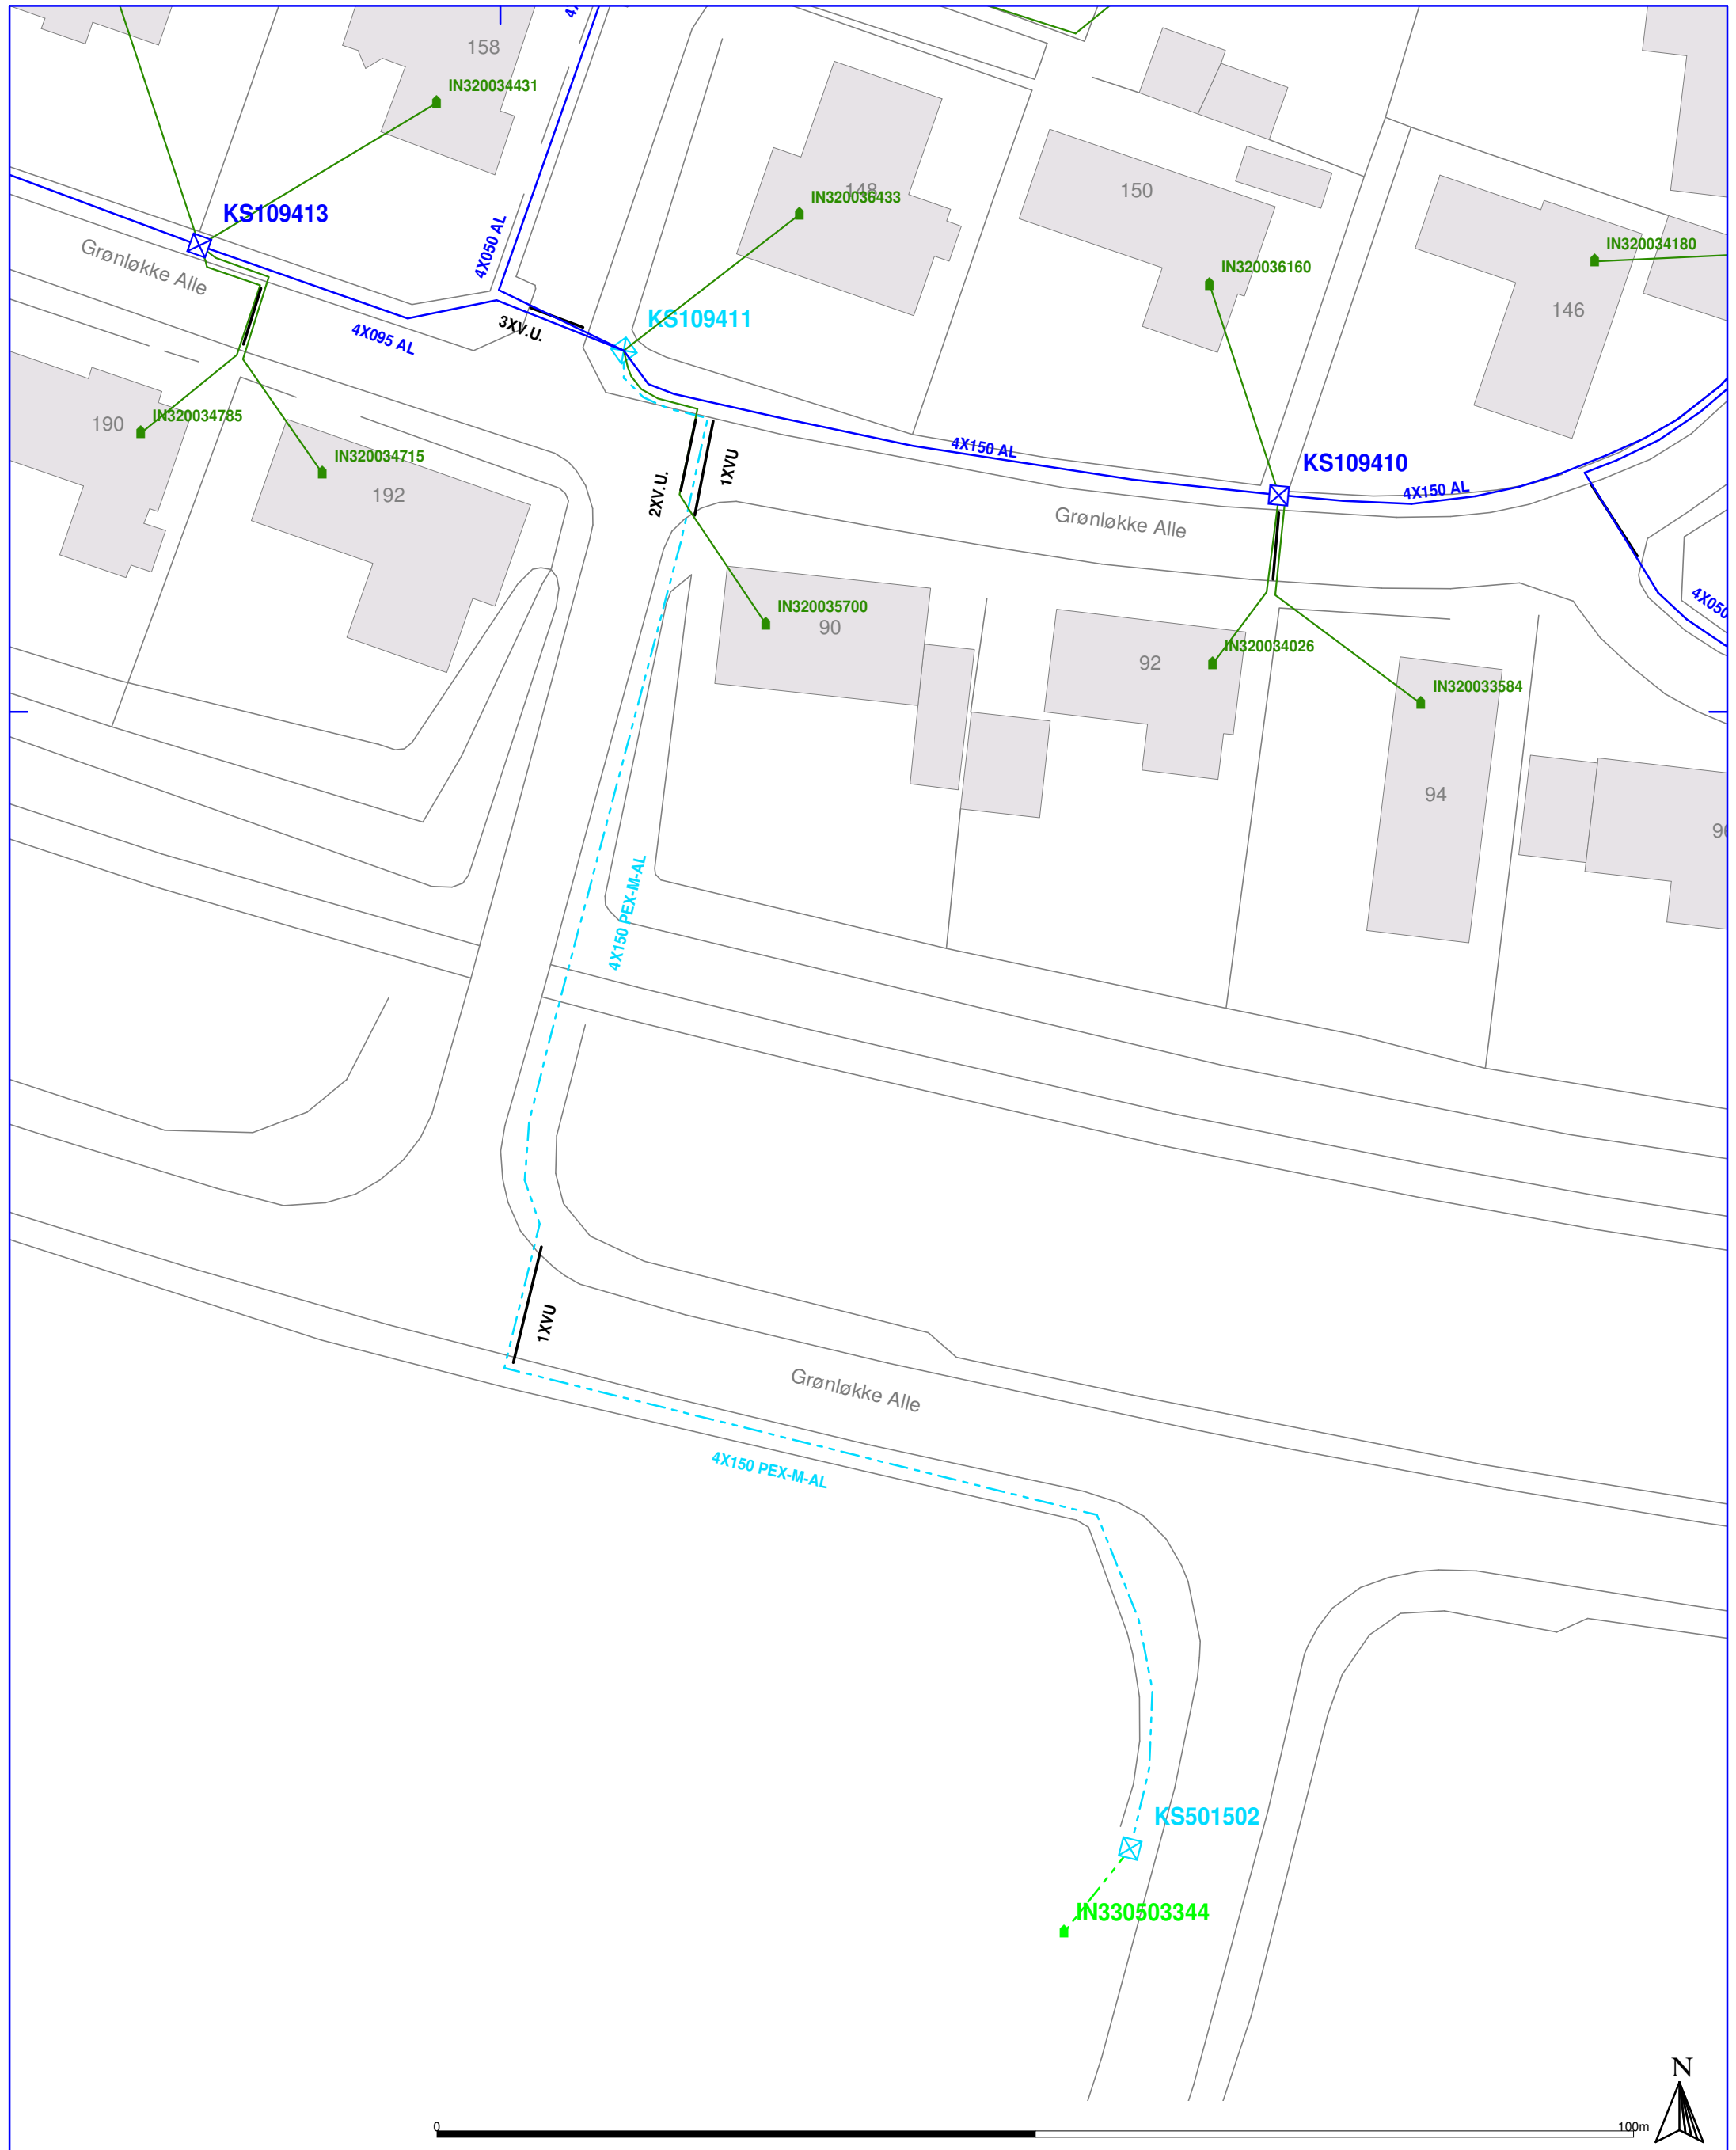 158
IN320034431
KS109413
Grønløkke Alle
4X050 AL
4X095 AL
3XV.U.
KS109411
148
IN320036433
150
IN320036160
IN320034180
146
190
IN320034785
IN320034715
192
2XV.U.
1XVU
4X150 AL
KS109410
4X150 AL
Grønløkke Alle
4X050
IN320035700
90
92
IN320034026
IN320033584
94
4X150 PEX-M-AL
1XVU
Grønløkke Alle
4X150 PEX-M-AL
KS501502
IN330503344
N
0
100m